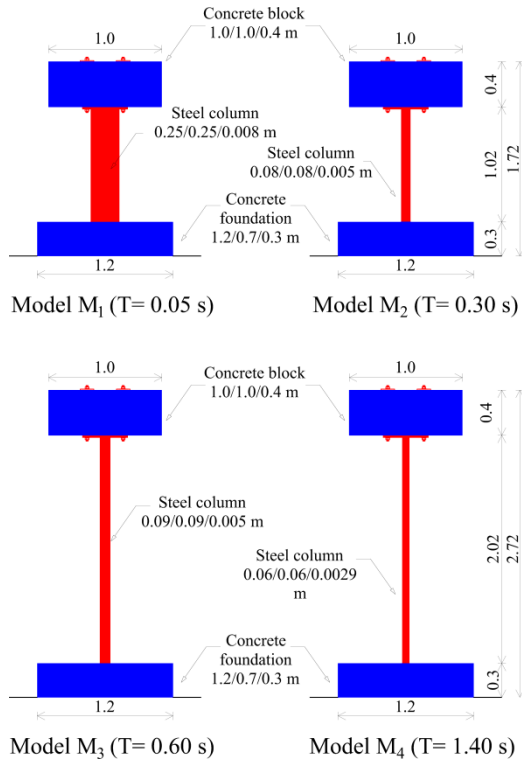 1.0
Concrete block
1.0/1.0/0.4 m
1.0
0.4
Steel column
0.25/0.25/0.008 m
Steel column
0.08/0.08/0.005 m
1.02
1.72
Concrete
foundation
1.2/0.7/0.3 m
0.3
1.2
1.2
Model M₁ (T= 0.05 s)
Model M₂ (T= 0.30 s)
1.0
Concrete block
1.0/1.0/0.4 m
1.0
0.4
Steel column
0.09/0.09/0.005 m
Steel column
0.06/0.06/0.0029
m
2.02
2.72
Concrete
foundation
1.2/0.7/0.3 m
0.3
1.2
1.2
Model M₃ (T= 0.60 s)
Model M₄ (T= 1.40 s)